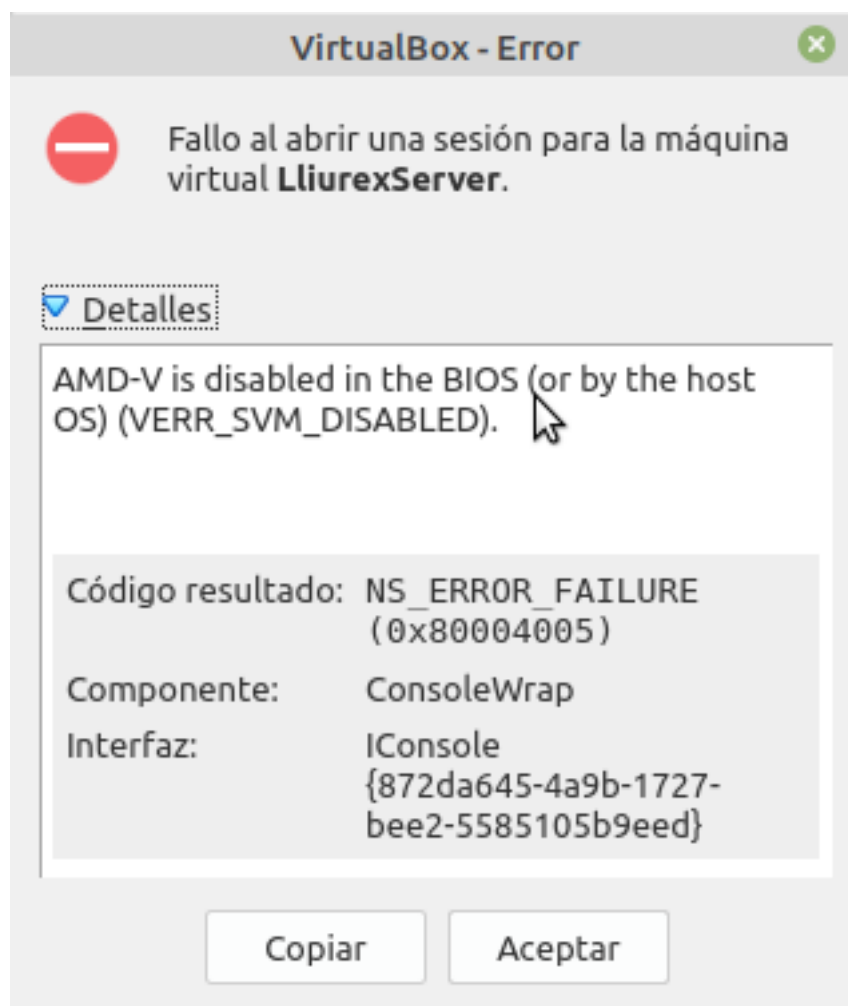 VirtualBox - Error
Fallo al abrir una sesión para la máquina
virtual LliurexServer.
Detalles
AMD-V is disabled in the BIOS (or by the host
OS) (VERR_SVM_DISABLED).
Código resultado: NS_ERROR_FAILURE
(0x80004005)
Componente: ConsoleWrap
Interfaz: IConsole
{872da645-4a9b-1727-
bee2-5585105b9eed}
Copiar Aceptar